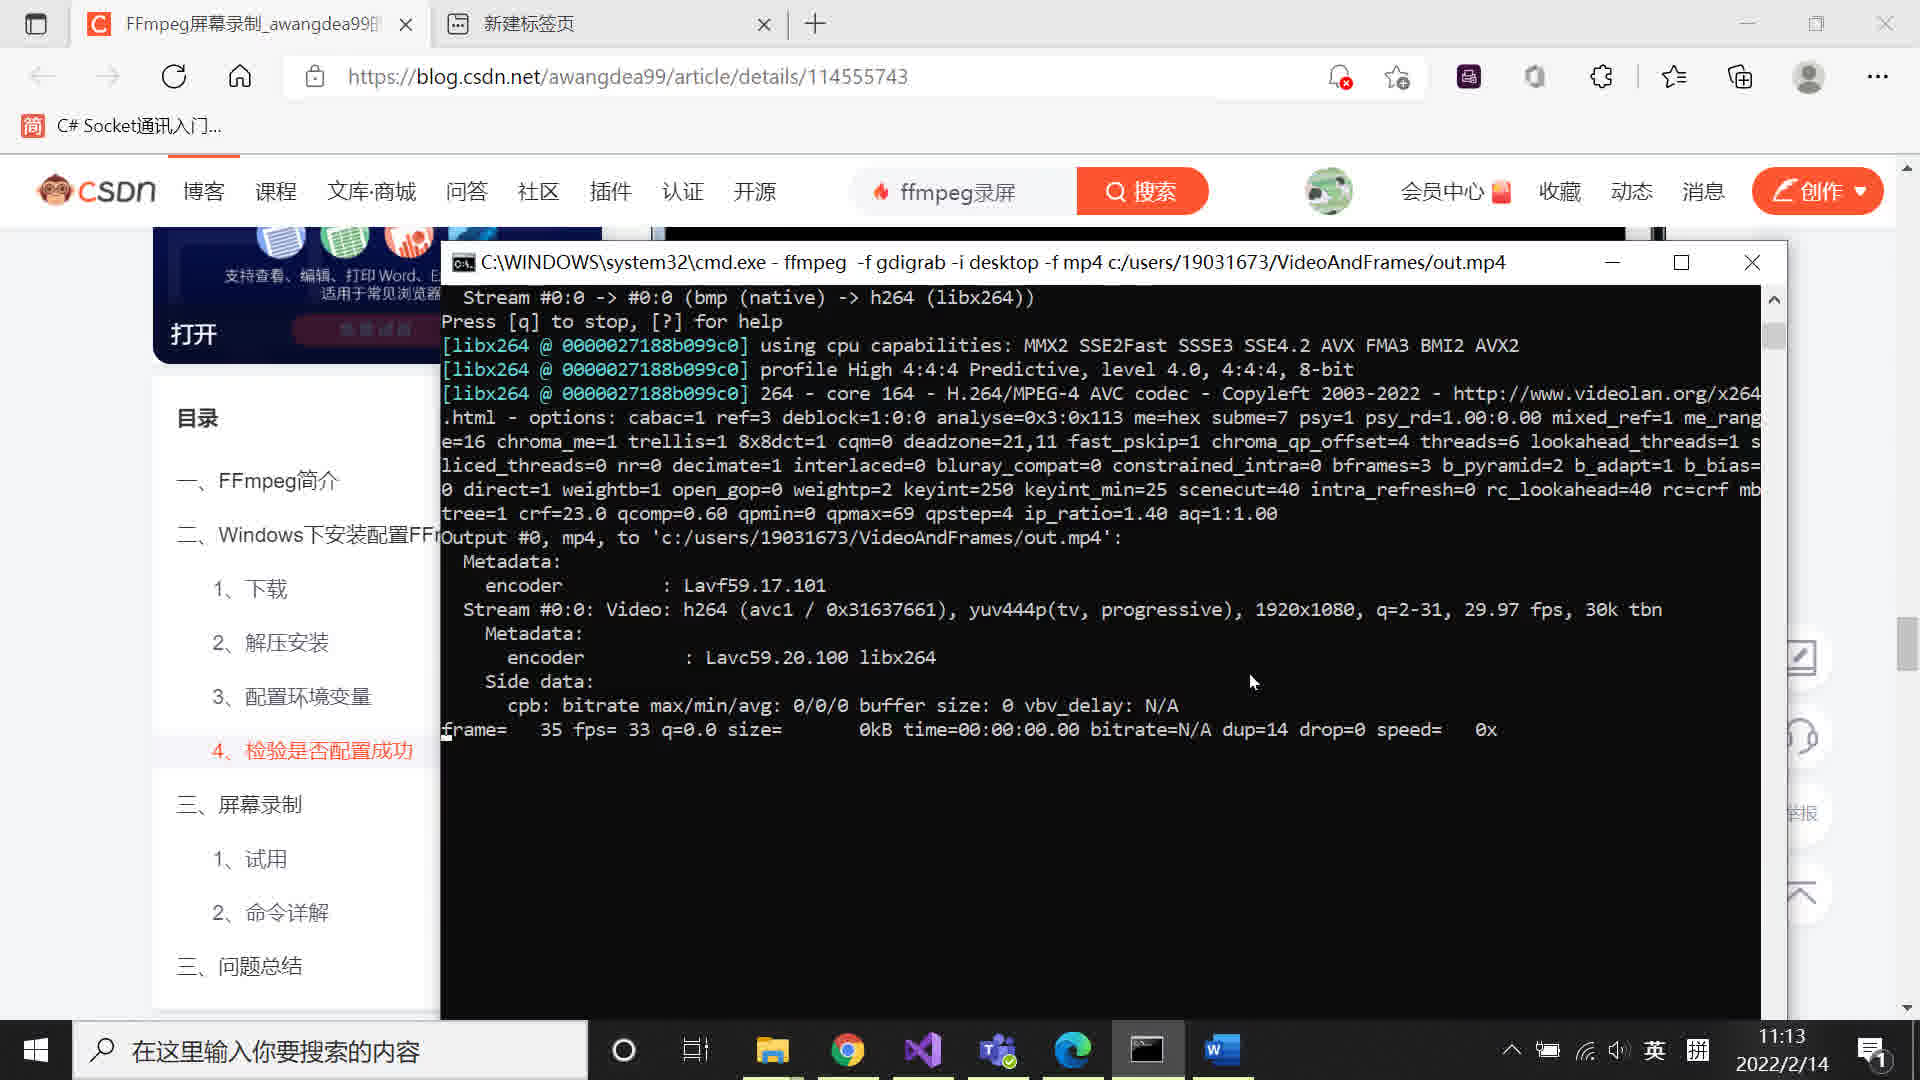 FFmpeg屏幕录制_awangdea99
新建标签页
https://blog.csdn.net/awangdea99/article/details/114555743
简 C# Socket通讯入门...
CSDN 博客 课程 文库·商城 问答 社区 插件 认证 开源 ffmpeg录屏 搜索 会员中心 收藏 动态 消息 创作
支持查看、编辑、打印 Word、
适用于常见浏览器
打开
目录
一、FFmpeg简介
二、Windows下安装配置FF
1、下载
2、解压安装
3、配置环境变量
4、检验是否配置成功
三、屏幕录制
1、试用
2、命令详解
三、问题总结
C:\WINDOWS\system32\cmd.exe - ffmpeg  -f gdigrab -i desktop -f mp4 c:/users/19031673/VideoAndFrames/out.mp4
Stream #0:0 -> #0:0 (bmp (native) -> h264 (libx264))
Press [q] to stop, [?] for help
[libx264 @ 0000027188b099c0] using cpu capabilities: MMX2 SSE2Fast SSSE3 SSE4.2 AVX FMA3 BMI2 AVX2
[libx264 @ 0000027188b099c0] profile High 4:4:4 Predictive, level 4.0, 4:4:4, 8-bit
[libx264 @ 0000027188b099c0] 264 - core 164 - H.264/MPEG-4 AVC codec - Copyleft 2003-2022 - http://www.videolan.org/x264
.html - options: cabac=1 ref=3 deblock=1:0:0 analyse=0x3:0x113 me=hex subme=7 psy=1 psy_rd=1.00:0.00 mixed_ref=1 me_rang
e=16 chroma_me=1 trellis=1 8x8dct=1 cqm=0 deadzone=21,11 fast_pskip=1 chroma_qp_offset=4 threads=6 lookahead_threads=1 s
liced_threads=0 nr=0 decimate=1 interlaced=0 bluray_compat=0 constrained_intra=0 bframes=3 b_pyramid=2 b_adapt=1 b_bias=
0 direct=1 weightb=1 open_gop=0 weightp=2 keyint=250 keyint_min=25 scenecut=40 intra_refresh=0 rc_lookahead=40 rc=crf mb
tree=1 crf=23.0 qcomp=0.60 qpmin=0 qpmax=69 qpstep=4 ip_ratio=1.40 aq=1:1.00
Output #0, mp4, to 'c:/users/19031673/VideoAndFrames/out.mp4':
Metadata:
encoder         : Lavf59.17.101
Stream #0:0: Video: h264 (avc1 / 0x31637661), yuv444p(tv, progressive), 1920x1080, q=2-31, 29.97 fps, 30k tbn
Metadata:
encoder         : Lavc59.20.100 libx264
Side data:
cpb: bitrate max/min/avg: 0/0/0 buffer size: 0 vbv_delay: N/A
frame=   35 fps= 33 q=0.0 size=       0kB time=00:00:00.00 bitrate=N/A dup=14 drop=0 speed=   0x
举报
在这里输入你要搜索的内容
英 拼
11:13
2022/2/14
1